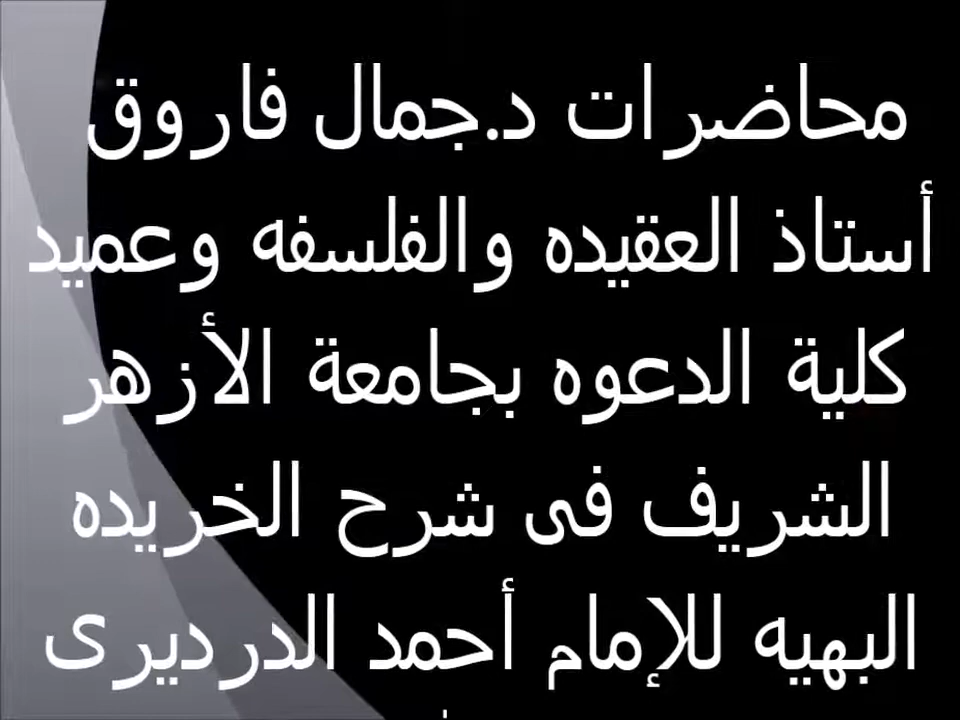 محاضرات د.جمال فاروق
أستاذ العقيده والفلسفه وعميد
كلية الدعوه بجامعة الأزهر
الشريف فى شرح الخريده
البهيه للإمام أحمد الدرديرى